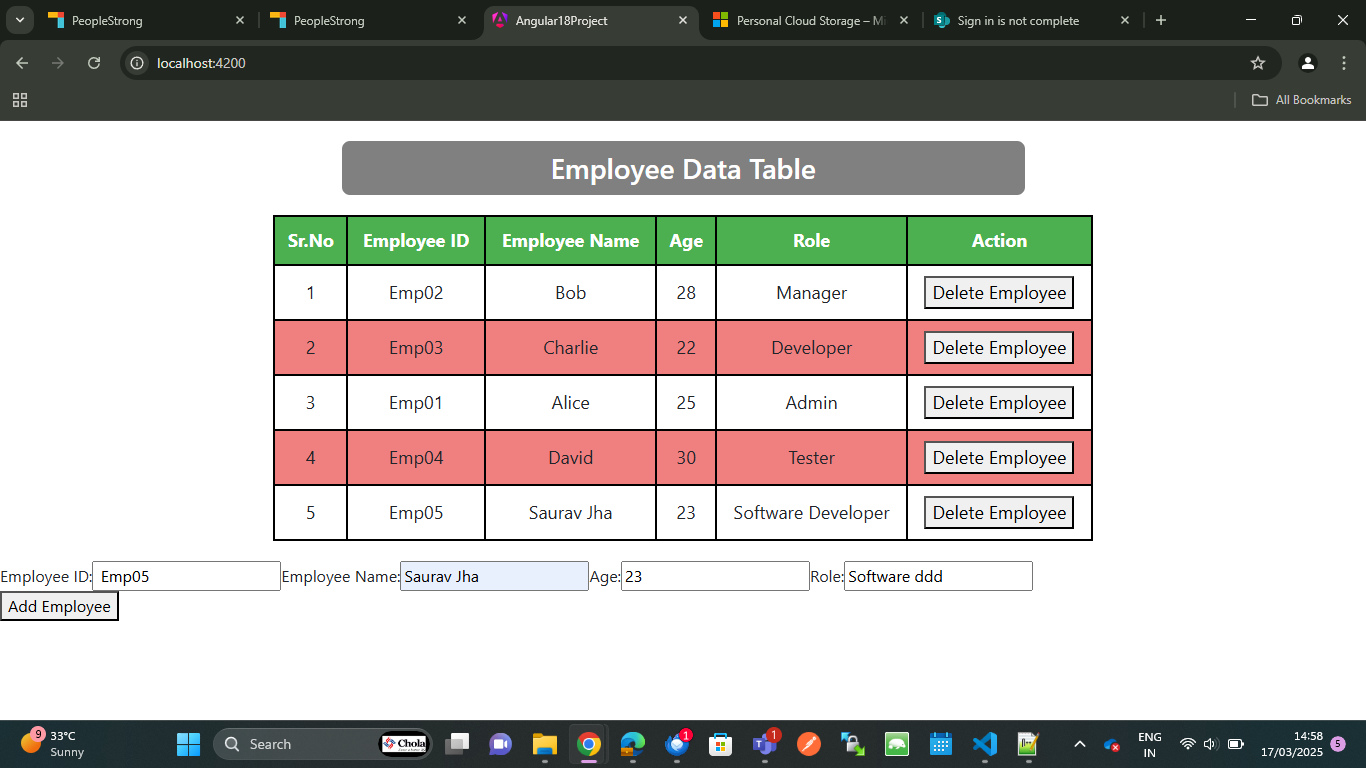 PeopleStrong
PeopleStrong
Angular18Project
Personal Cloud Storage – Mi
Sign in is not complete
localhost:4200
All Bookmarks
Employee Data Table
Sr.No Employee ID Employee Name Age Role Action
1 Emp02 Bob 28 Manager Delete Employee
2 Emp03 Charlie 22 Developer Delete Employee
3 Emp01 Alice 25 Admin Delete Employee
4 Emp04 David 30 Tester Delete Employee
5 Emp05 Saurav Jha 23 Software Developer Delete Employee
Employee ID: Emp05 Employee Name: Saurav Jha Age: 23 Role: Software ddd
Add Employee
9
33°C
Sunny
Search
Chola
1
1
ENG
IN
14:58
17/03/2025
5